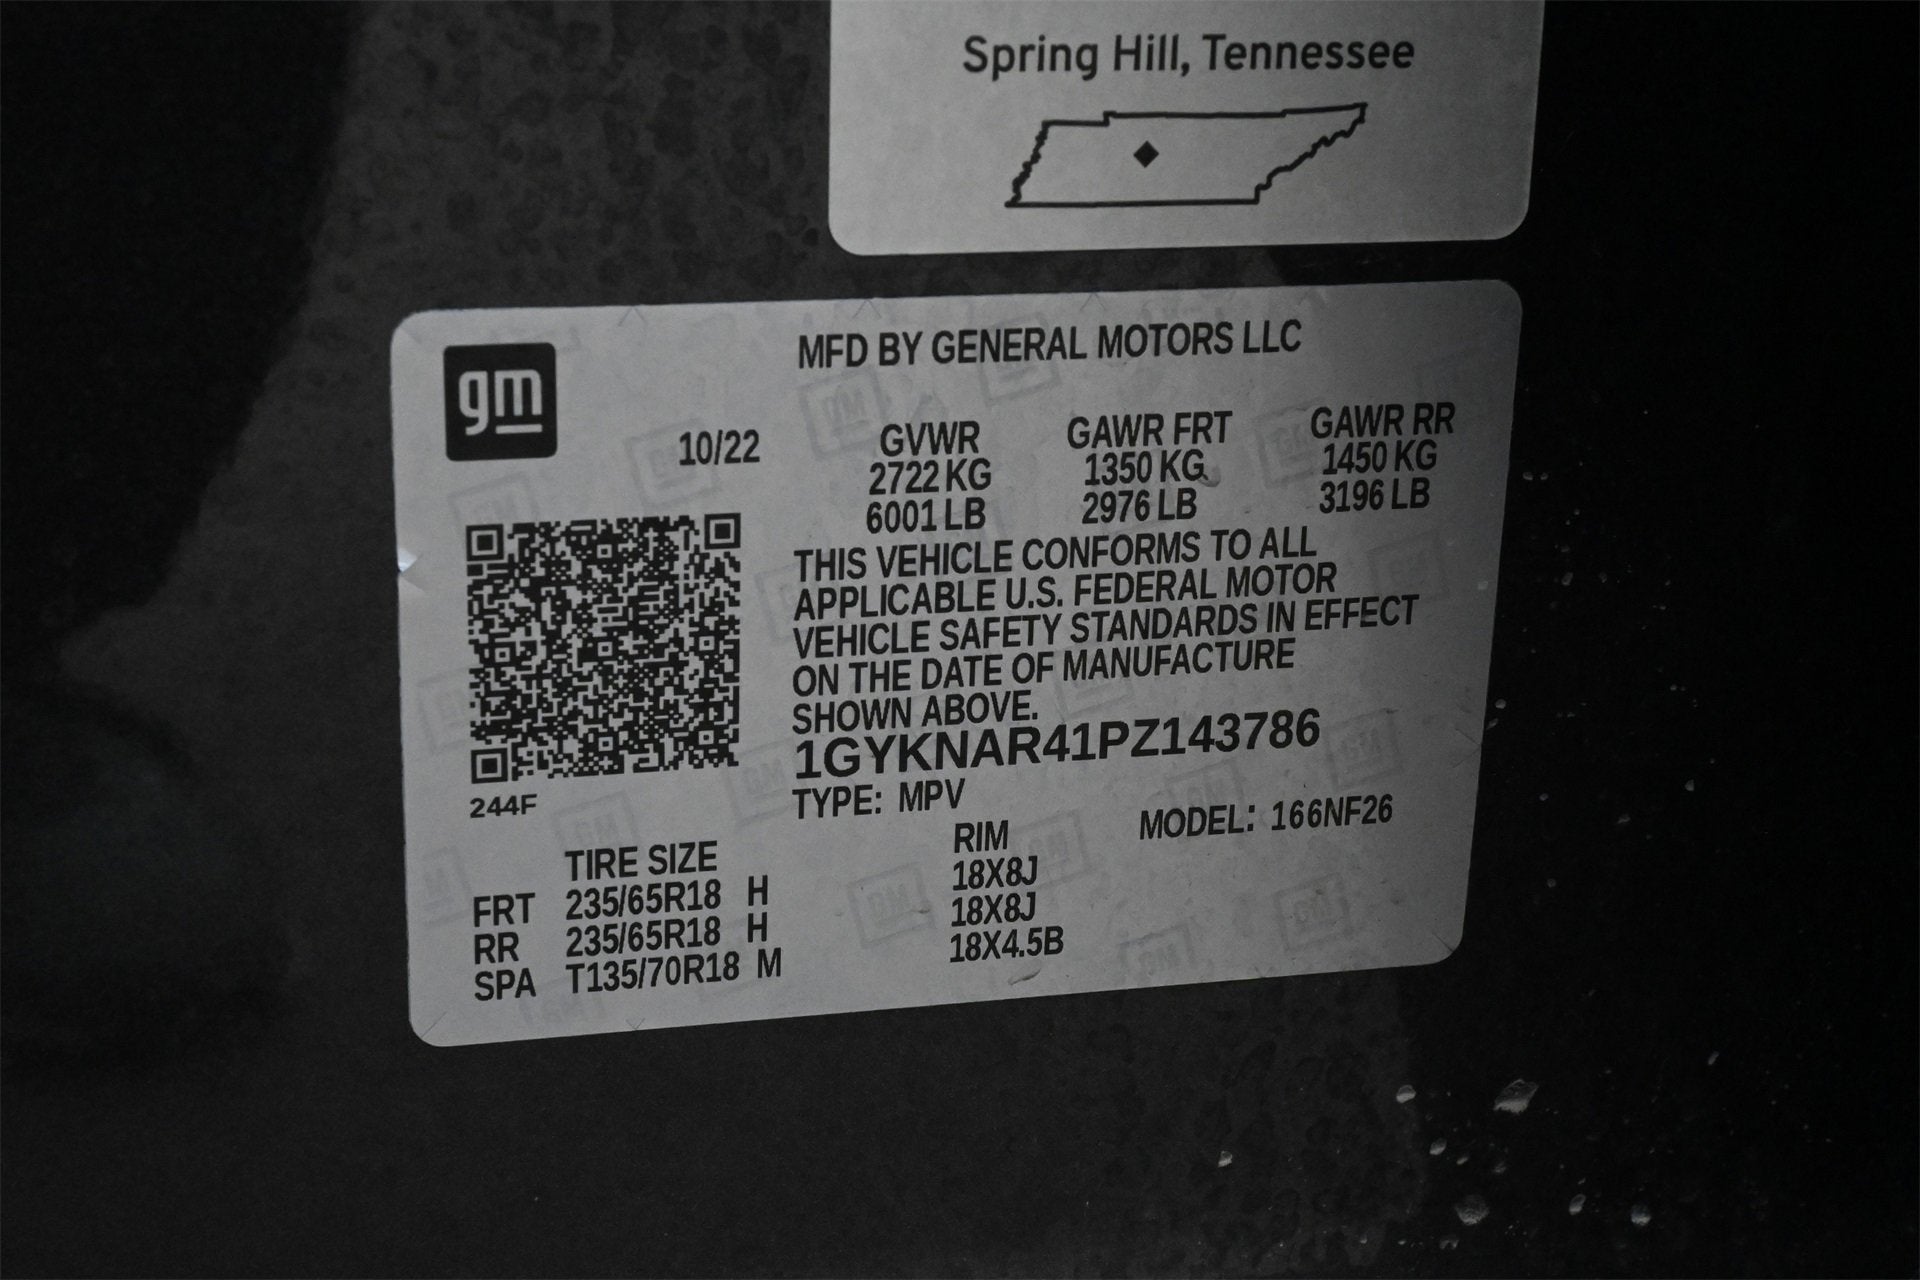 Spring Hill, Tennessee
gm
MFD BY GENERAL MOTORS LLC
10/22
GVWR GAWR FRT GAWR RR
2722 KG 1350 KG 1450 KG
6001 LB 2976 LB 3196 LB
THIS VEHICLE CONFORMS TO ALL
APPLICABLE U.S. FEDERAL MOTOR
VEHICLE SAFETY STANDARDS IN EFFECT
ON THE DATE OF MANUFACTURE
SHOWN ABOVE.
1GYKNAR41PZ143786
244F
TYPE: MPV MODEL: 166NF26
TIRE SIZE RIM
FRT 235/65R18 H 18X8J
RR 235/65R18 H 18X8J
SPA T135/70R18 M 18X4.5B